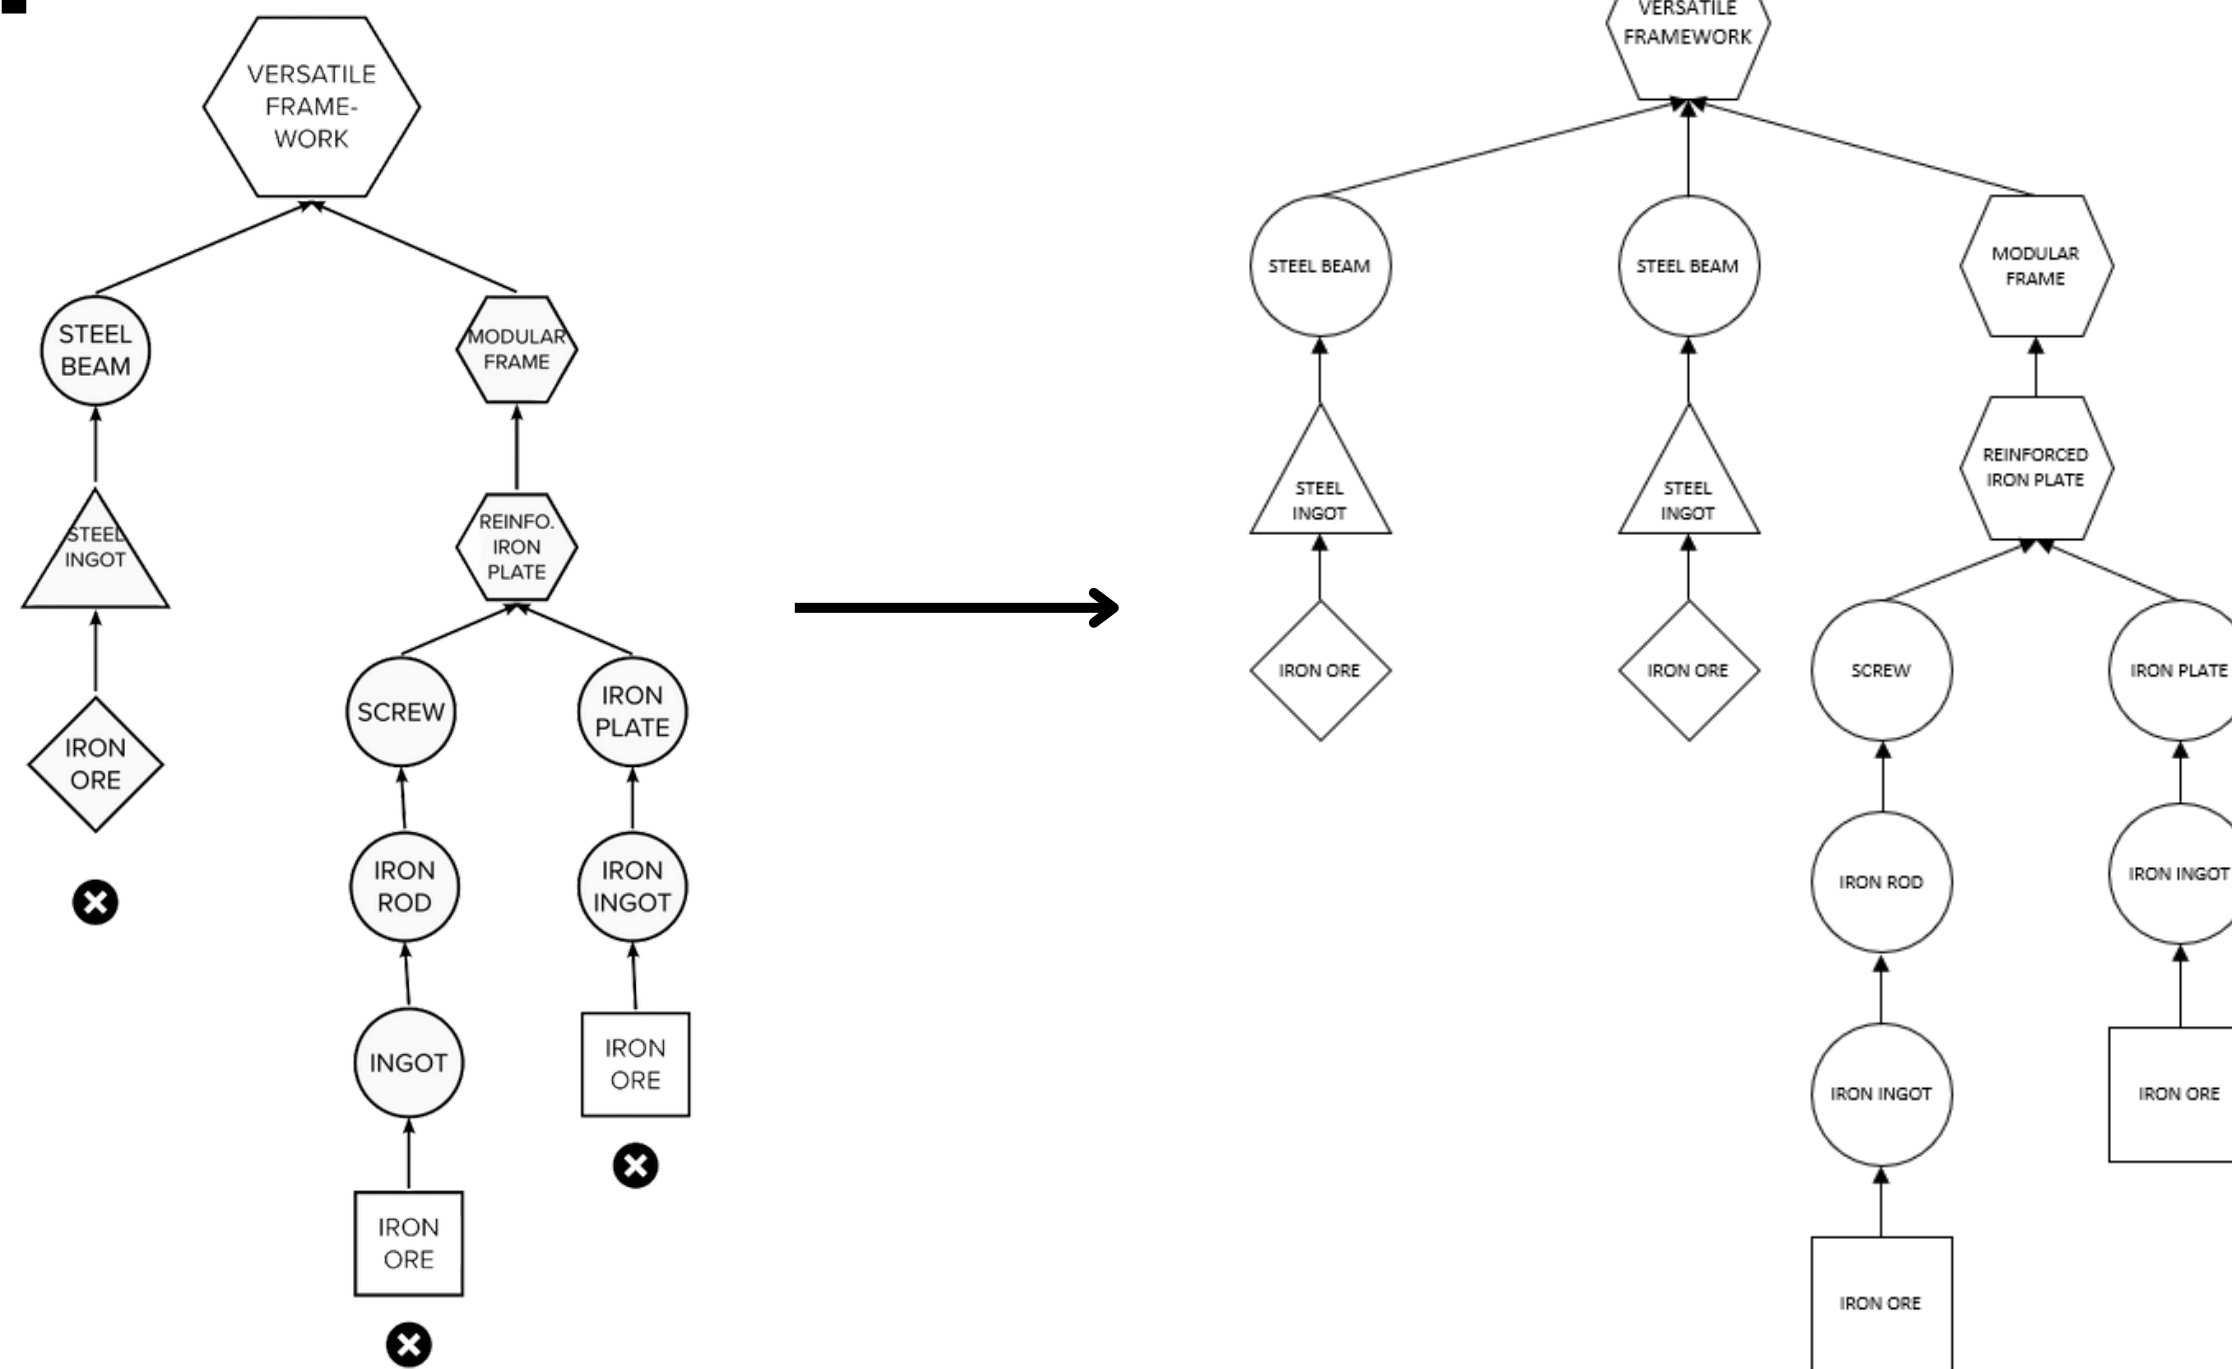 VERSATILE
FRAME-
WORK
STEEL
BEAM
MODULAR
FRAME
STEEL
INGOT
REINFO.
IRON
PLATE
SCREW
IRON
PLATE
IRON
ORE
IRON
ROD
IRON
INGOT
INGOT
IRON
ORE
IRON
ORE
VERSATILE
FRAMEWORK
STEEL BEAM
STEEL BEAM
MODULAR
FRAME
STEEL
INGOT
STEEL
INGOT
REINFORCED
IRON PLATE
IRON ORE
IRON ORE
SCREW
IRON PLATE
IRON ROD
IRON INGOT
IRON INGOT
IRON ORE
IRON ORE